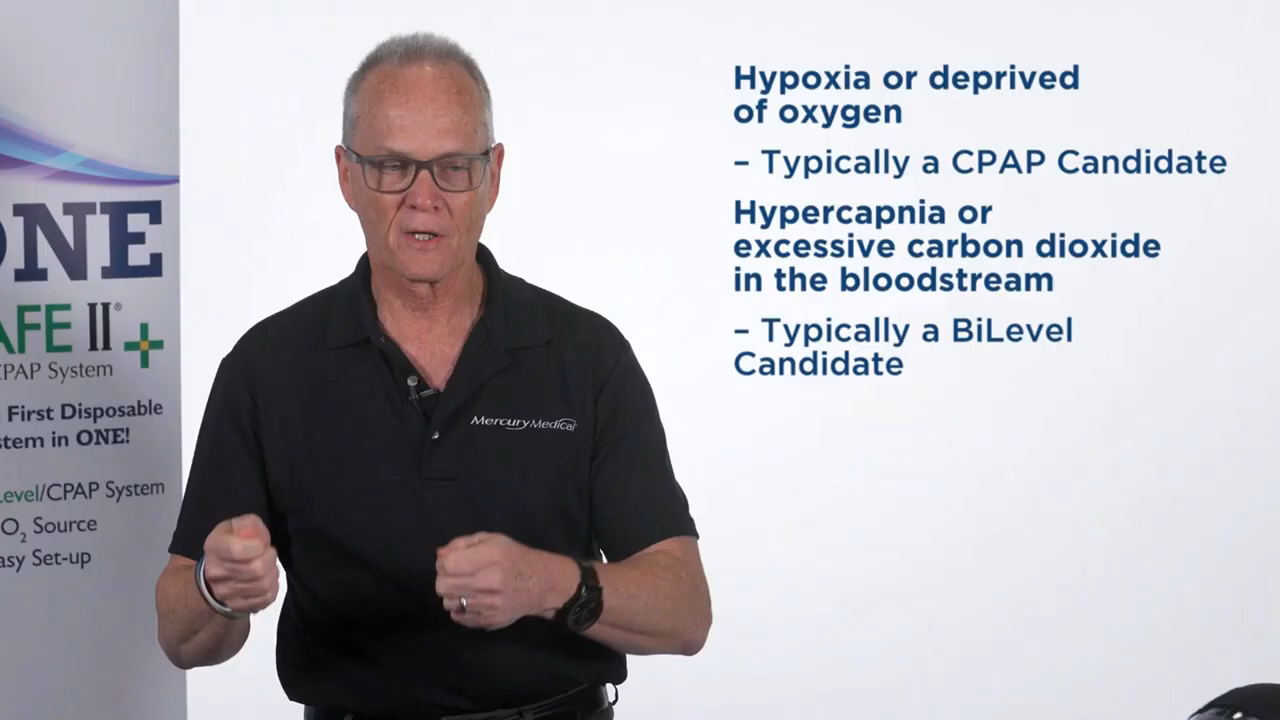 Hypoxia or deprived
of oxygen
– Typically a CPAP Candidate
Hypercapnia or
excessive carbon dioxide
in the bloodstream
– Typically a BiLevel
Candidate
NE
AFE II®
CPAP System
First Disposable
stem in ONE!
Level/CPAP System
O2 Source
asy Set-up
Mercury Medical